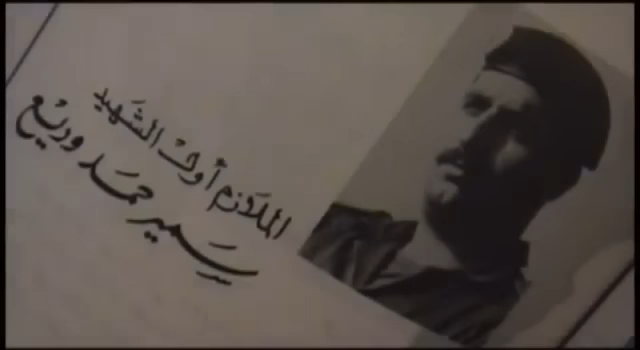 الملازم أول الشهيد
سمير حمد وديع